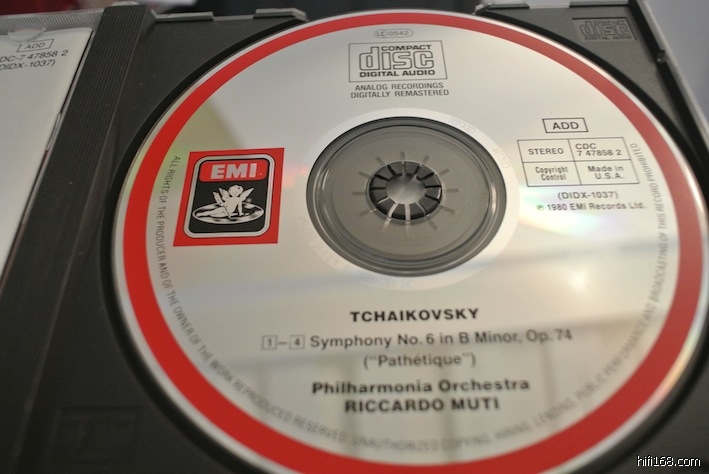 ADD
CDC-7 47858 2
(DIDX-1037)
LC 0542
COMPACT
disc
DIGITAL AUDIO
ANALOG RECORDINGS
DIGITALLY REMASTERED
ADD
STEREO
CDC
7 47858 2
Copyright
Control
Made in
U.S.A.
(DIDX-1037)
℗ 1980 EMI Records Ltd.
EMI
TCHAIKOVSKY
1–4 Symphony No. 6 in B Minor, Op. 74
("Pathétique")
Philharmonia Orchestra
RICCARDO MUTI
ALL RIGHTS OF THE PRODUCER AND OF THE OWNER OF THE WORK REPRODUCED RESERVED. UNAUTHORIZED COPYING, HIRING, LENDING, PUBLIC PERFORMANCE AND BROADCASTING OF THIS RECORD PROHIBITED
hifi168.com